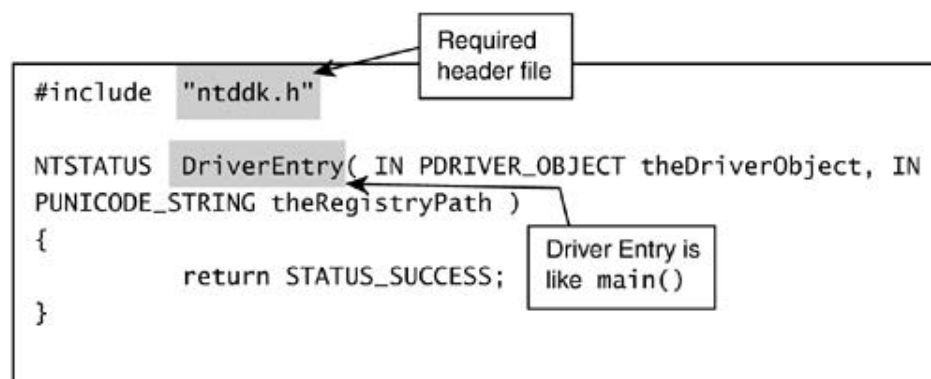 Required
header file
#include "ntddk.h"
NTSTATUS DriverEntry( IN PDRIVER_OBJECT theDriverObject, IN
PUNICODE_STRING theRegistryPath )
{
return STATUS_SUCCESS;
}
Driver Entry is
like main()